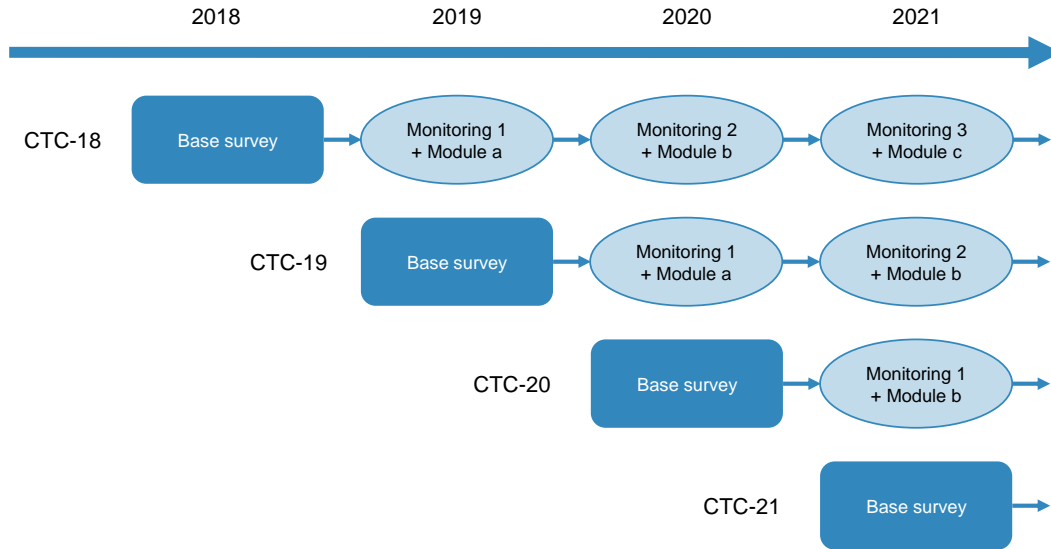 2018
2019
2020
2021
CTC-18
Base survey
Monitoring 1
+ Module a
Monitoring 2
+ Module b
Monitoring 3
+ Module c
CTC-19
Base survey
Monitoring 1
+ Module a
Monitoring 2
+ Module b
CTC-20
Base survey
Monitoring 1
+ Module b
CTC-21
Base survey